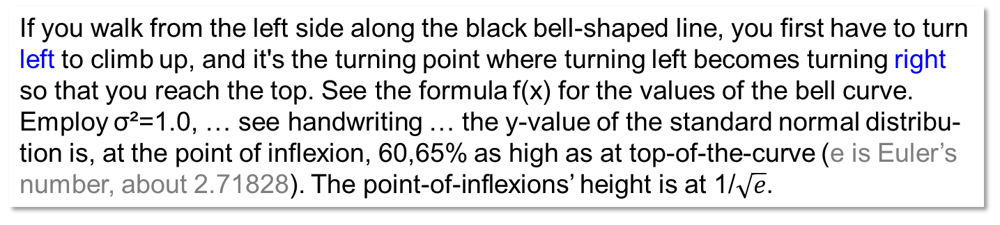 If you walk from the left side along the black bell-shaped line, you first have to turn
left to climb up, and it's the turning point where turning left becomes turning right
so that you reach the top. See the formula f(x) for the values of the bell curve.
Employ σ²=1.0, … see handwriting … the y-value of the standard normal distribu-
tion is, at the point of inflexion, 60,65% as high as at top-of-the-curve (e is Euler’s
number, about 2.71828). The point-of-inflexions’ height is at 1/√e.